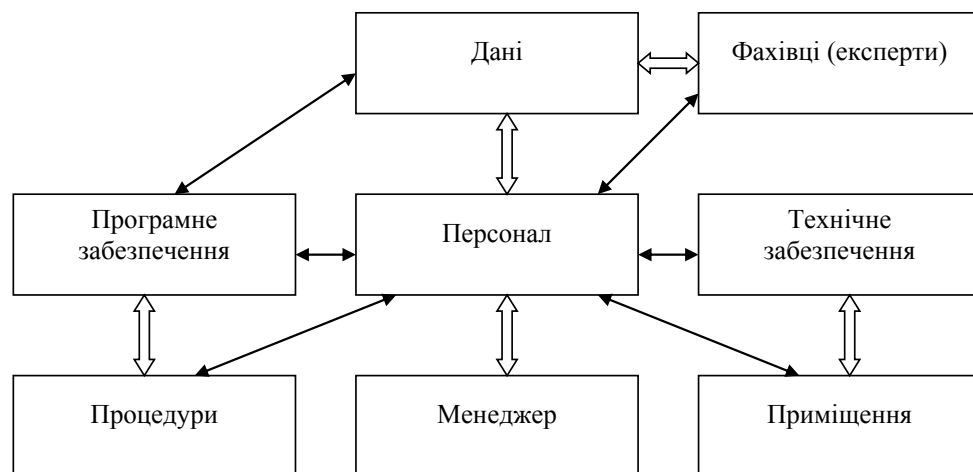 Дані
Фахівці (експерти)
Програмне
забезпечення
Персонал
Технічне
забезпечення
Процедури
Менеджер
Приміщення